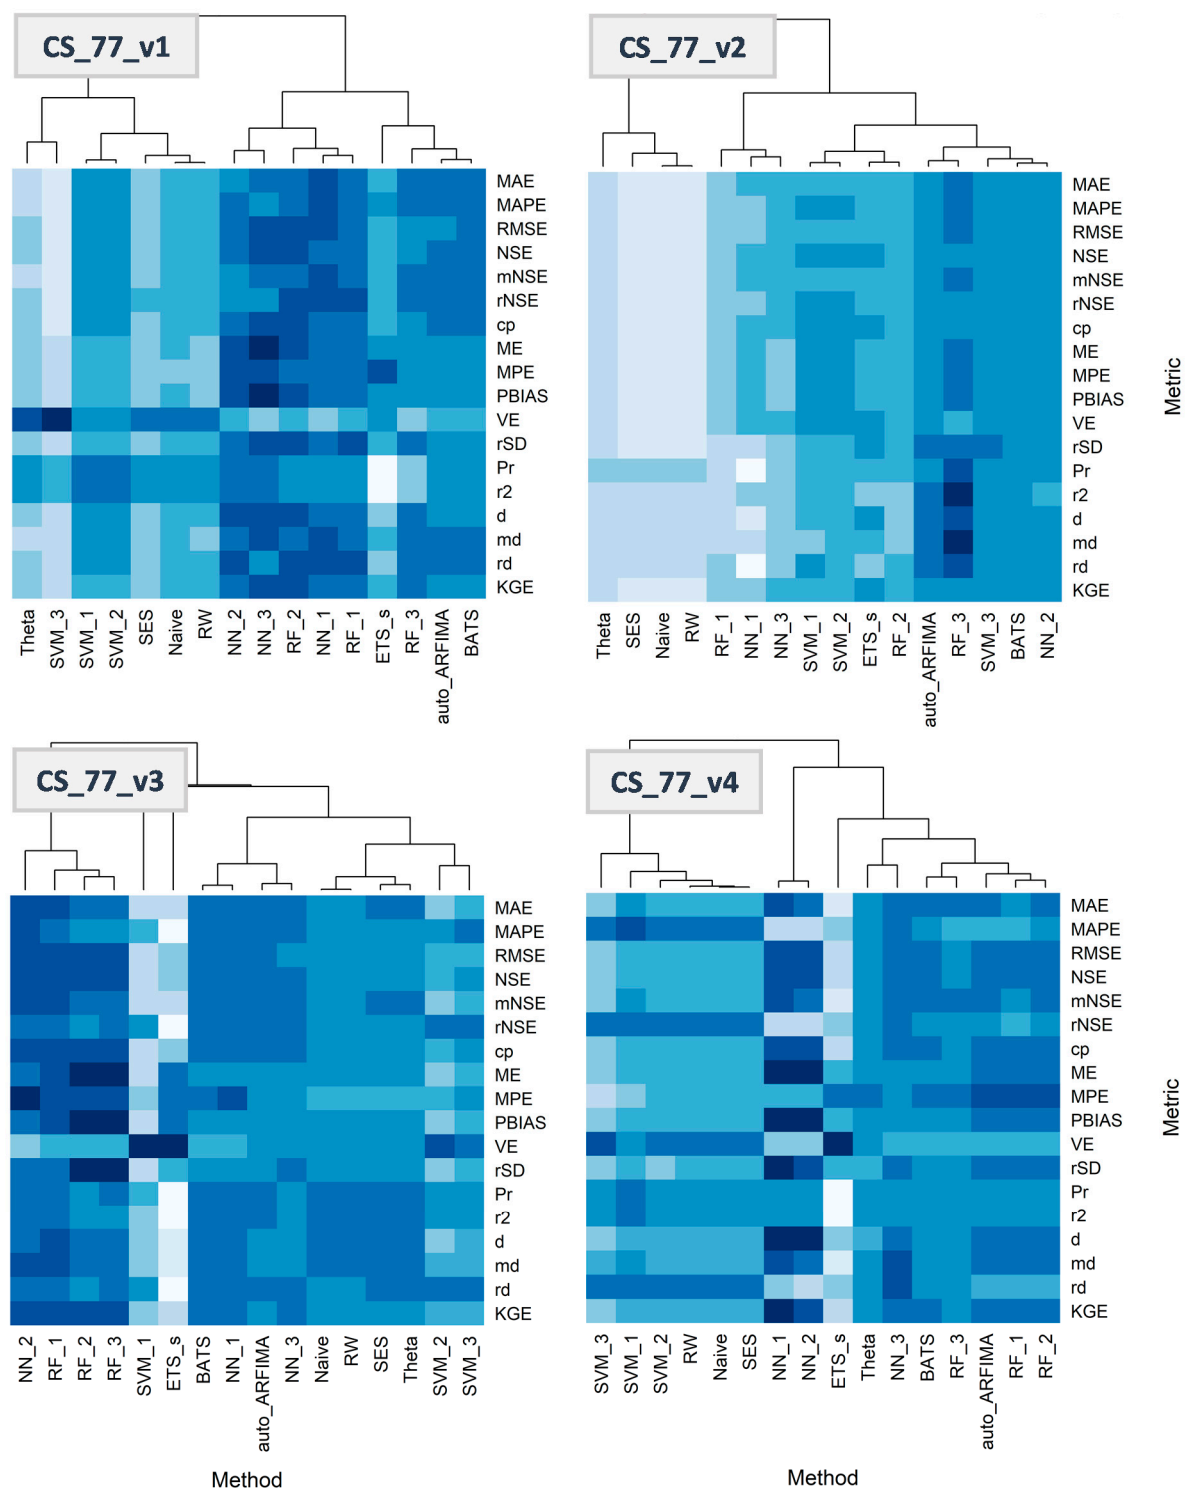 CS_77_v1
MAE
MAPE
RMSE
NSE
mNSE
rNSE
cp
ME
MPE
PBIAS
VE
rSD
Pr
r2
d
md
rd
KGE
Theta
SVM_3
SVM_1
SVM_2
SES
Naive
RW
NN_2
NN_3
RF_2
NN_1
RF_1
ETS_s
RF_3
auto_ARFIMA
BATS
CS_77_v2
MAE
MAPE
RMSE
NSE
mNSE
rNSE
cp
ME
MPE
PBIAS
VE
rSD
Pr
r2
d
md
rd
KGE
Metric
Theta
SES
Naive
RW
RF_1
NN_1
NN_3
SVM_1
SVM_2
ETS_s
RF_2
auto_ARFIMA
RF_3
SVM_3
BATS
NN_2
CS_77_v3
MAE
MAPE
RMSE
NSE
mNSE
rNSE
cp
ME
MPE
PBIAS
VE
rSD
Pr
r2
d
md
rd
KGE
NN_2
RF_1
RF_2
RF_3
SVM_1
ETS_s
BATS
NN_1
auto_ARFIMA
NN_3
Naive
RW
SES
Theta
SVM_2
SVM_3
Method
CS_77_v4
MAE
MAPE
RMSE
NSE
mNSE
rNSE
cp
ME
MPE
PBIAS
VE
rSD
Pr
r2
d
md
rd
KGE
Metric
SVM_3
SVM_1
SVM_2
RW
Naive
SES
NN_1
NN_2
ETS_s
Theta
NN_3
BATS
RF_3
auto_ARFIMA
RF_1
RF_2
Method